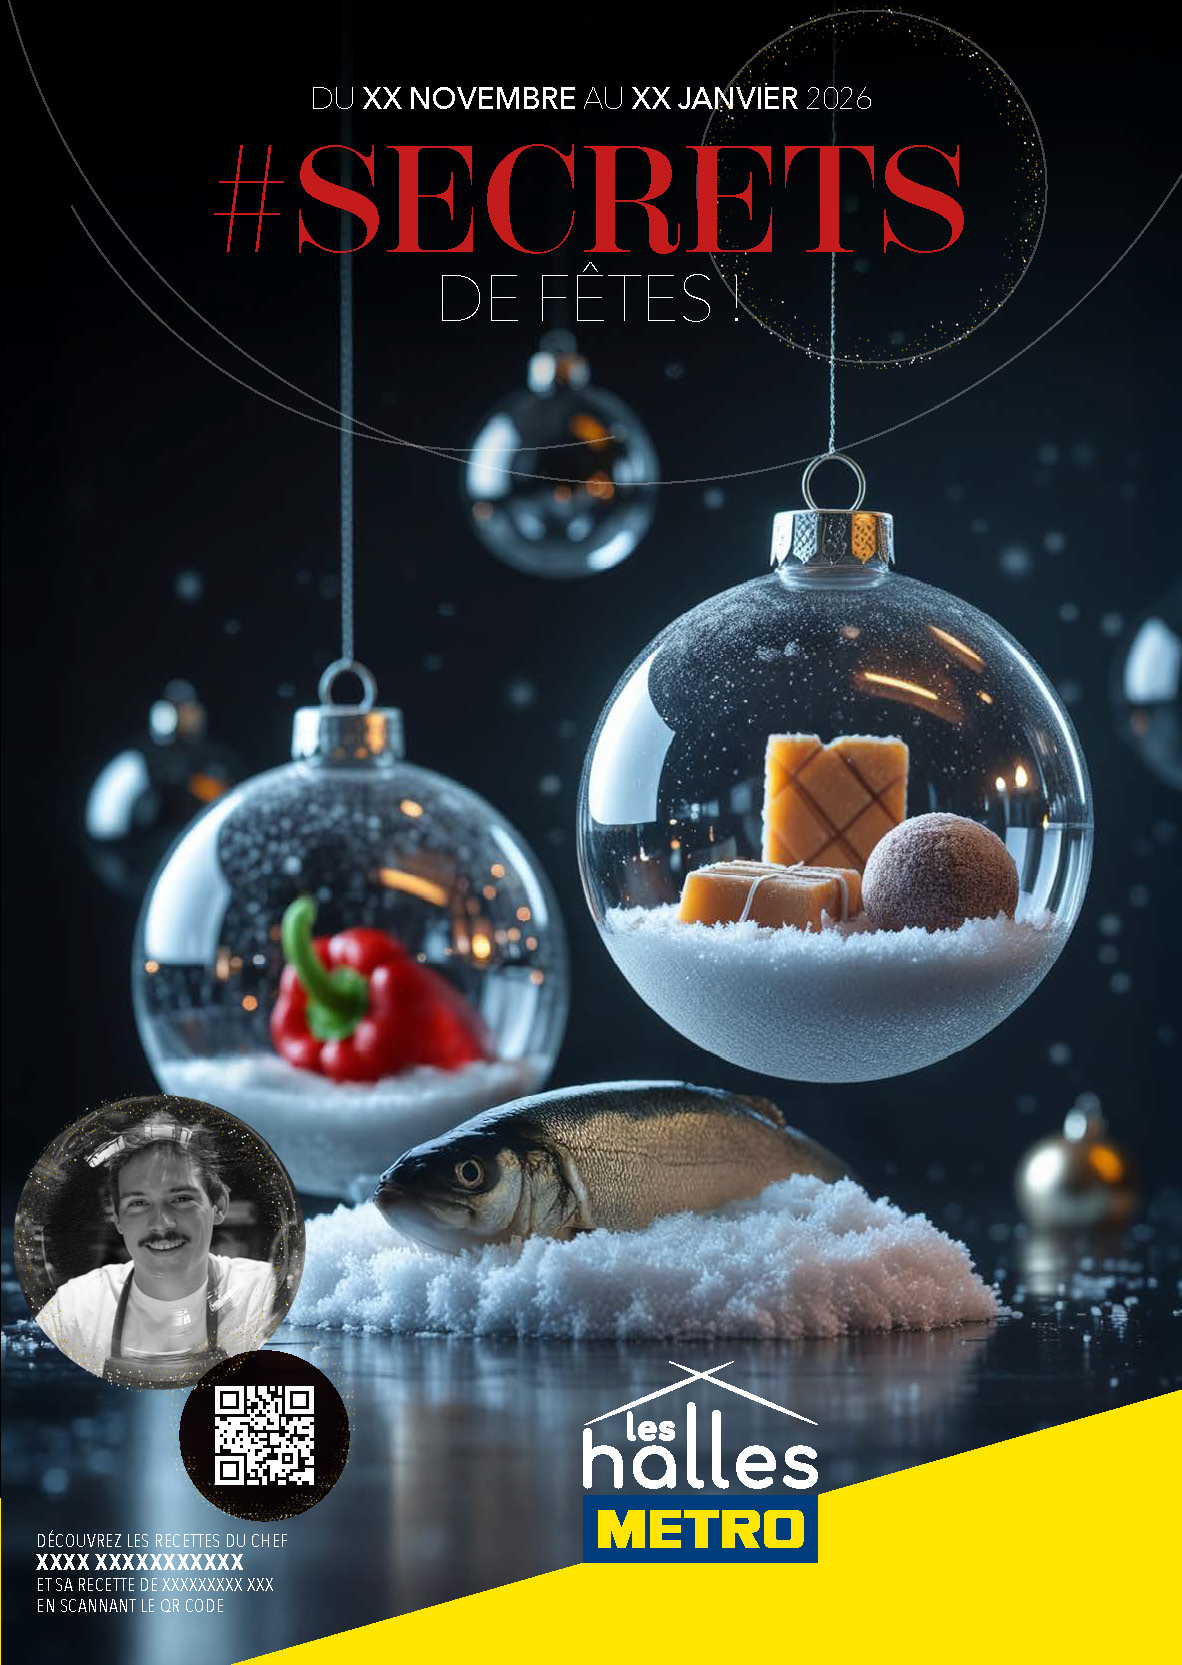 DU XX NOVEMBRE AU XX JANVIER 2026
#SECRETS
DE FÊTES !
les
halles
METRO
DÉCOUVREZ LES RECETTES DU CHEF
XXXX XXXXXXXXXXX
ET SA RECETTE DE XXXXXXXXX XXX
EN SCANNANT LE QR CODE